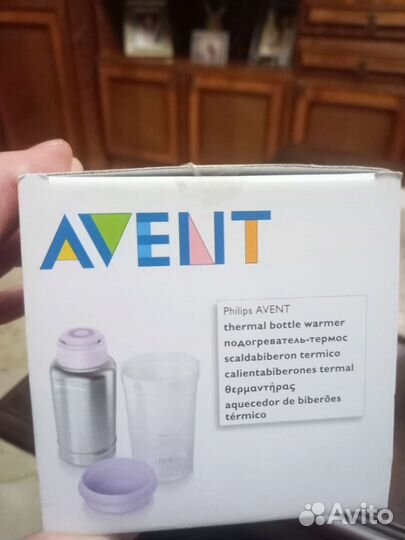 AVENT
Philips AVENT
thermal bottle warmer
подогреватель-термос
scaldabiberon termico
calientabiberones termal
θερμαντήρας
aquecedor de biberões
térmico
Avito